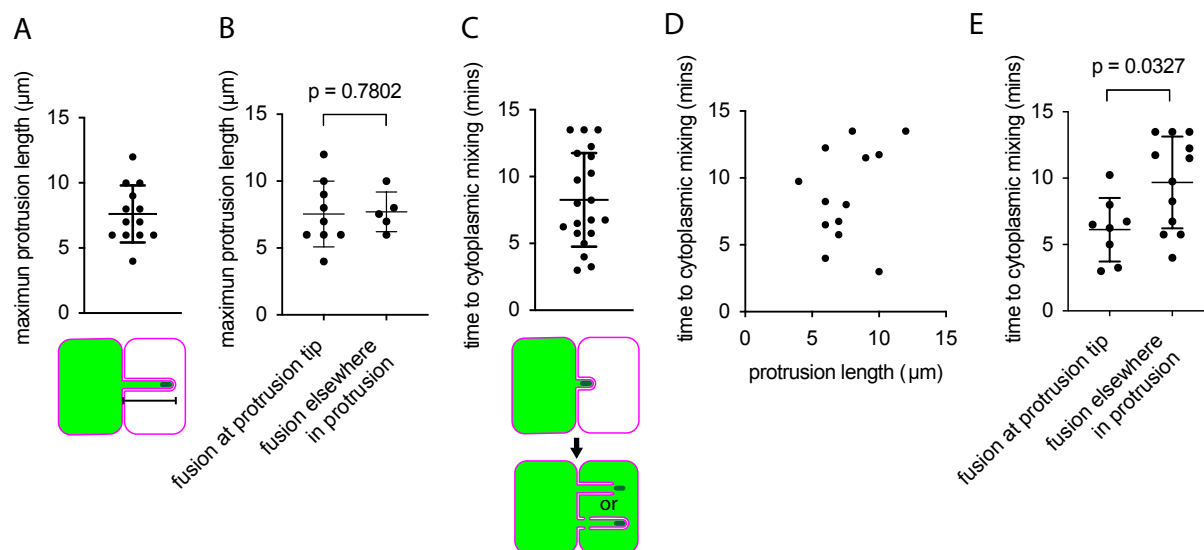 A
maximun protrusion length (µm)
15
10
5
0
B
maximun protrusion length (µm)
p = 0.7802
15
10
5
0
fusion at protrusion tip
fusion elsewhere
in protrusion
C
time to cytoplasmic mixing (mins)
15
10
5
0
or
D
time to cytoplasmic mixing (mins)
15
10
5
0
0
5
10
15
protrusion length (µm)
E
time to cytoplasmic mixing (mins)
p = 0.0327
15
10
5
0
fusion at protrusion tip
fusion elsewhere
in protrusion